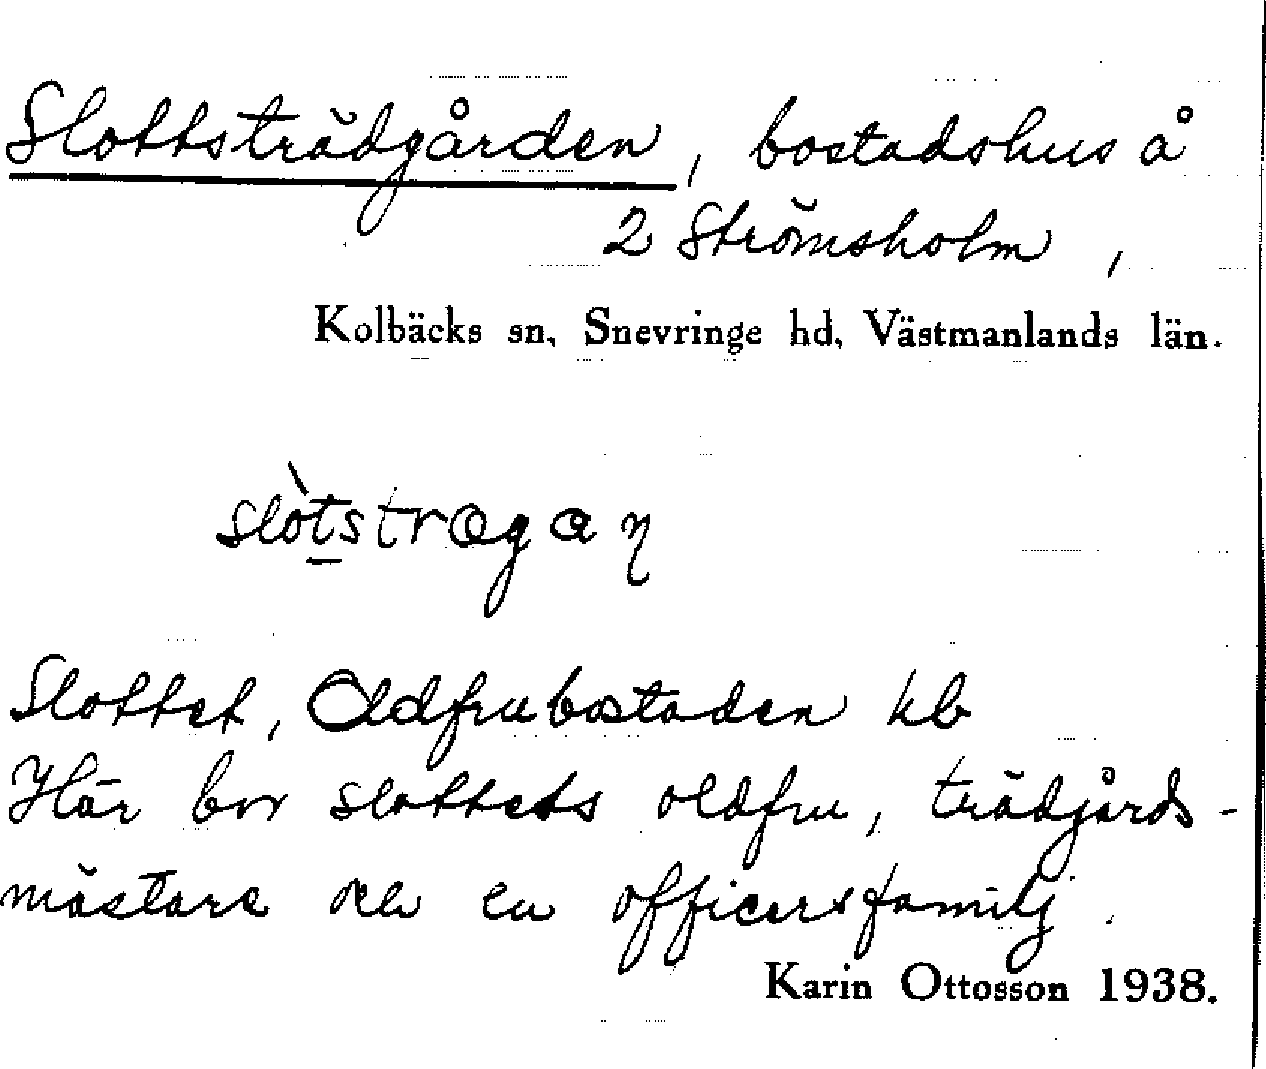 Slottsträdgården, bostadshus å
2 Strömsholm,
Kolbäcks sn, Snevringe hd, Västmanlands län.
slòtstrægaη
Slottet, Oldfrubostaden kb
Här bor slottets oldfru, trädgårds-
mästare och en officersfamilj.
Karin Ottosson 1938.